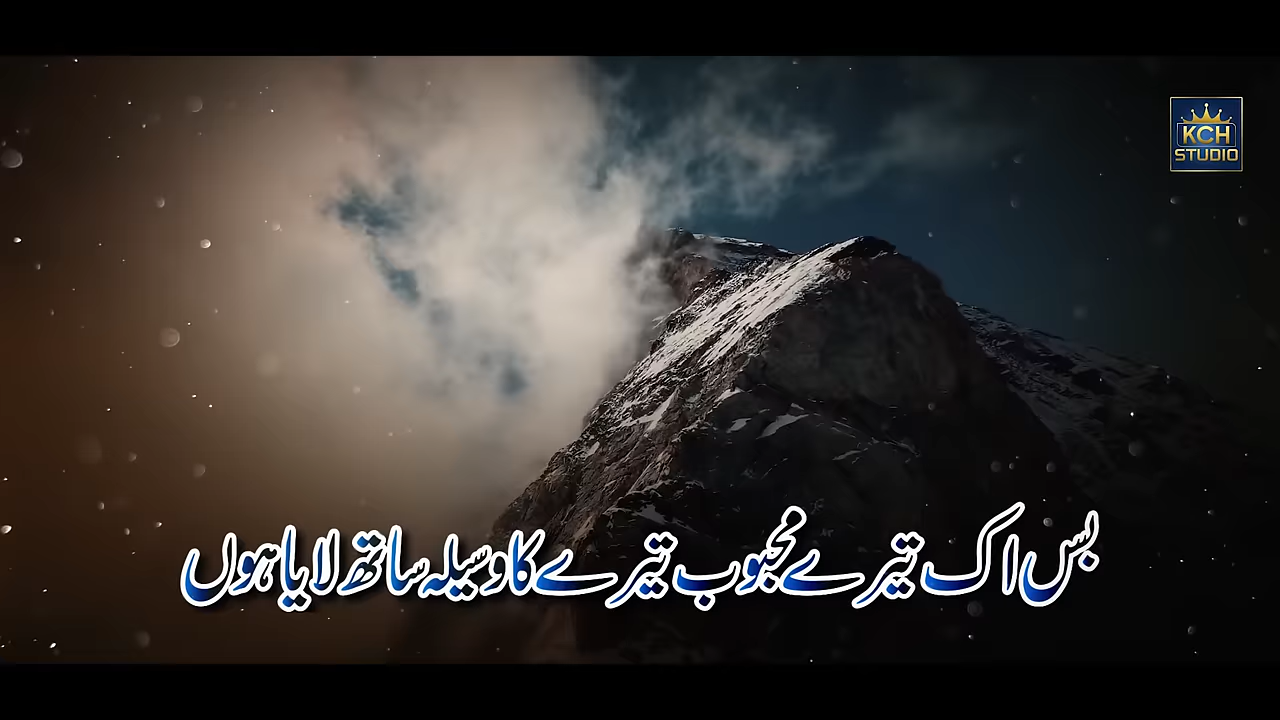 KCH
STUDIO
بس اک تیرے محبوب تیرے کا وسیلہ ساتھ لایا ہوں